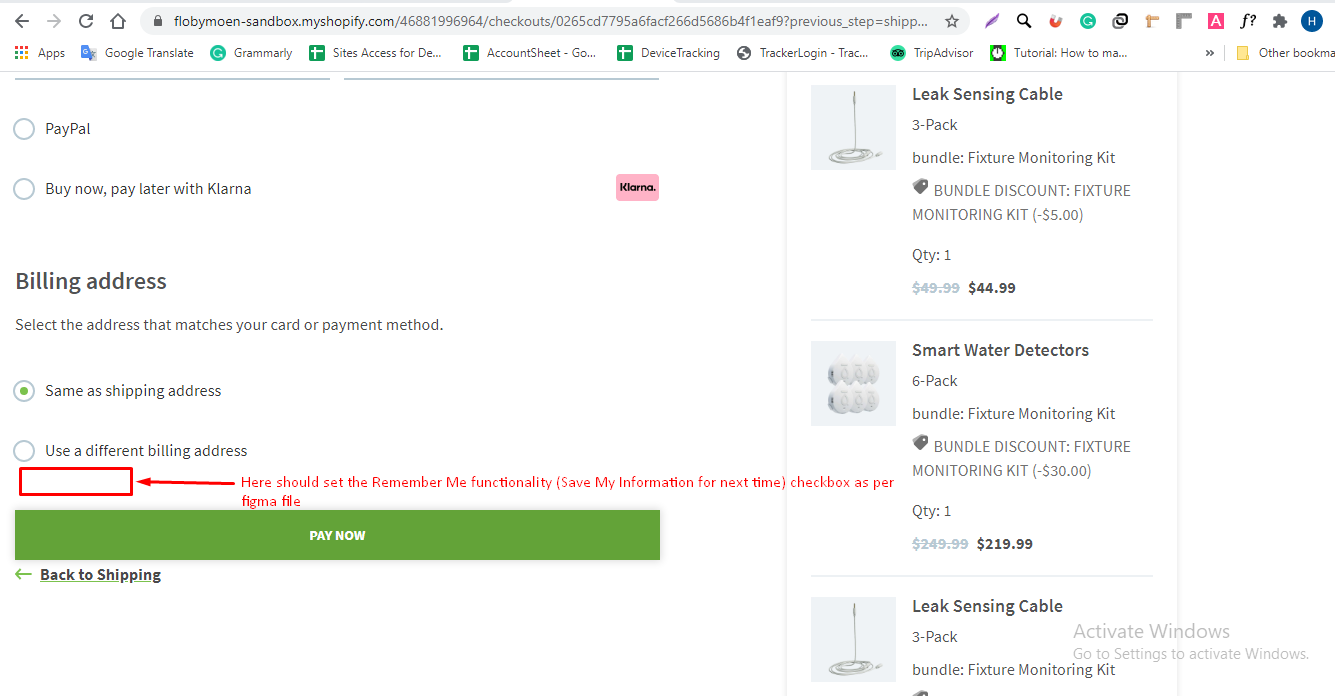 flobymoen-sandbox.myshopify.com/46881996964/checkouts/0265cd7795a6facf266d5686b4f1eaf9?previous_step=shipp...
A
f?
H
Apps
Google Translate
Grammarly
Sites Access for De...
AccountSheet - Go...
DeviceTracking
TrackerLogin - Trac...
TripAdvisor
Tutorial: How to ma...
»
Other bookma
PayPal
Buy now, pay later with Klarna
Klarna.
Billing address
Select the address that matches your card or payment method.
Same as shipping address
Use a different billing address
Here should set the Remember Me functionality (Save My Information for next time) checkbox as per
figma file
PAY NOW
Back to Shipping
Leak Sensing Cable
3-Pack
bundle: Fixture Monitoring Kit
BUNDLE DISCOUNT: FIXTURE
MONITORING KIT (-$5.00)
Qty: 1
$49.99 $44.99
Smart Water Detectors
6-Pack
bundle: Fixture Monitoring Kit
BUNDLE DISCOUNT: FIXTURE
MONITORING KIT (-$30.00)
Qty: 1
$249.99 $219.99
Leak Sensing Cable
3-Pack
bundle: Fixture Monitoring Kit
Activate Windows
Go to Settings to activate Windows.